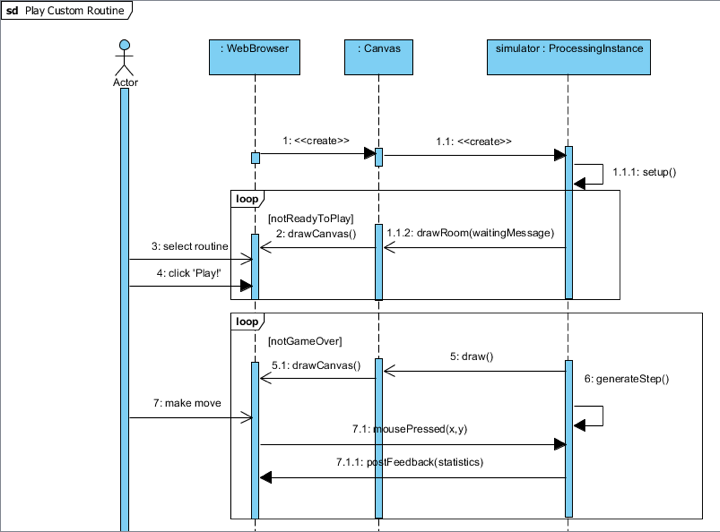 sd Play Custom Routine
: WebBrowser
: Canvas
simulator : ProcessingInstance
Actor
1: <<create>>
1.1: <<create>>
1.1.1: setup()
loop
[notReadyToPlay]
2: drawCanvas()
1.1.2: drawRoom(waitingMessage)
3: select routine
4: click 'Play!'
loop
[notGameOver]
5: draw()
5.1: drawCanvas()
6: generateStep()
7: make move
7.1: mousePressed(x,y)
7.1.1: postFeedback(statistics)